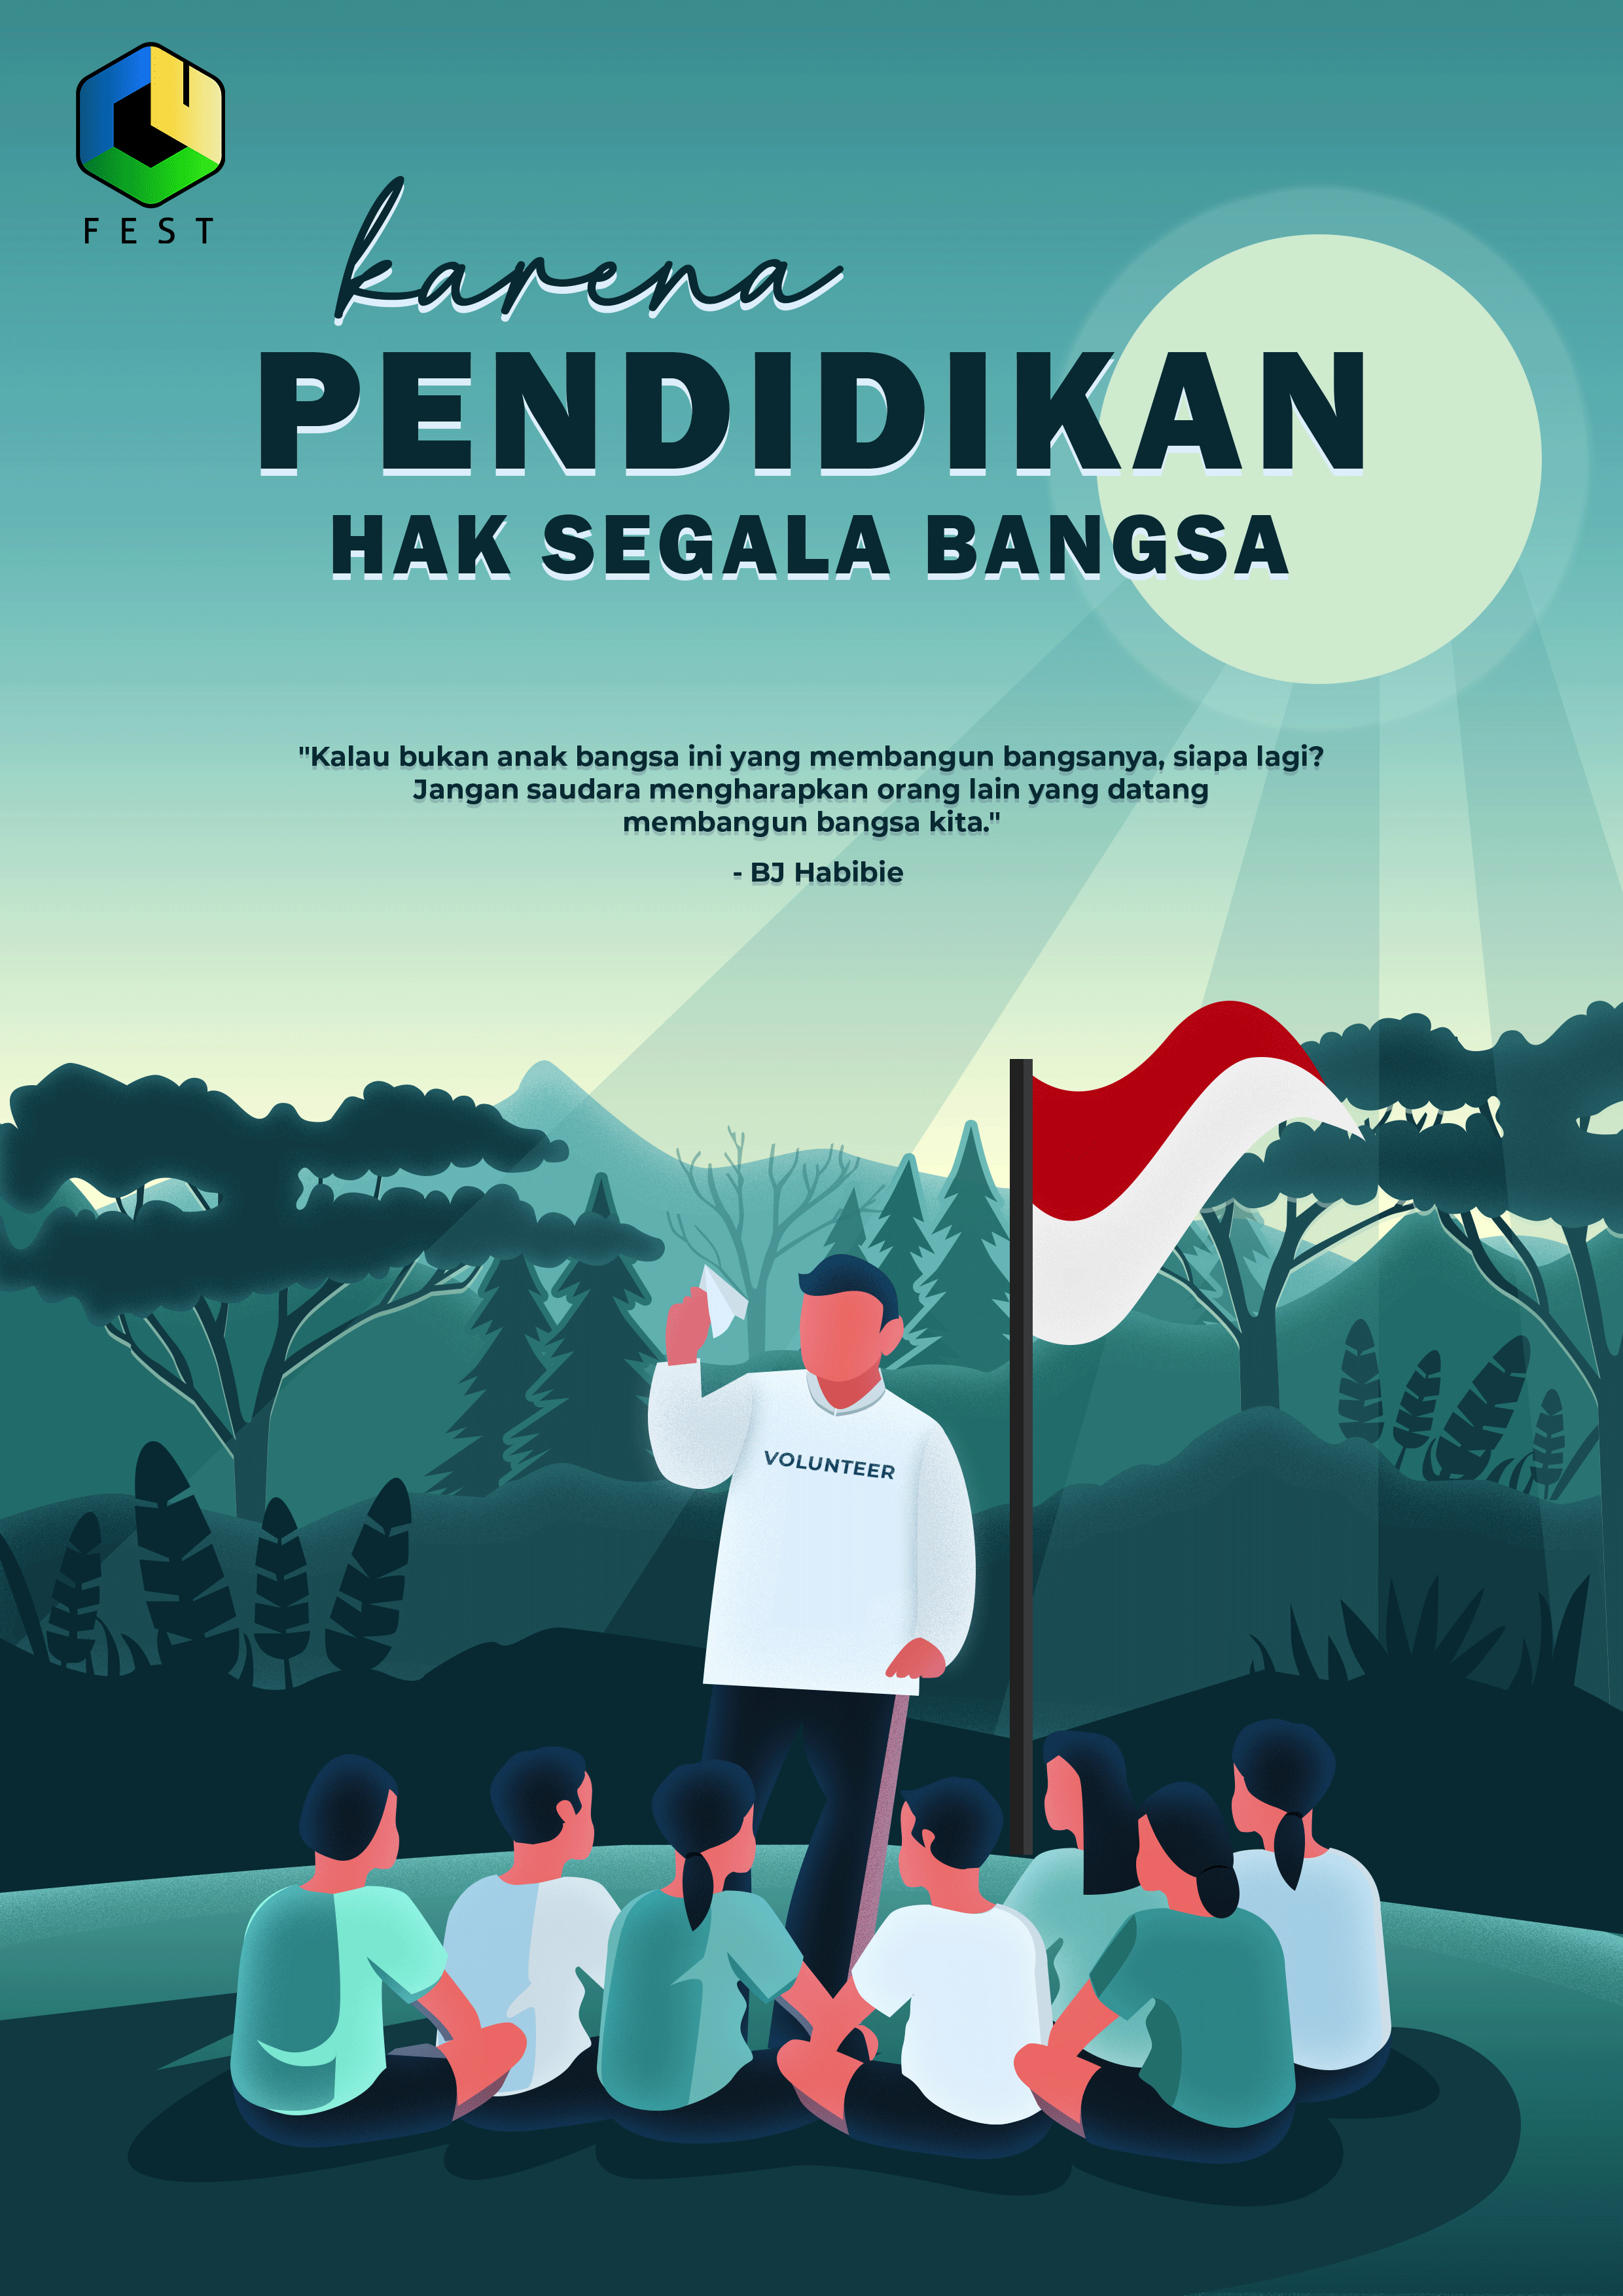 FEST
karena
PENDIDIKAN
HAK SEGALA BANGSA
"Kalau bukan anak bangsa ini yang membangun bangsanya, siapa lagi?
Jangan saudara mengharapkan orang lain yang datang
membangun bangsa kita."
- BJ Habibie
VOLUNTEER